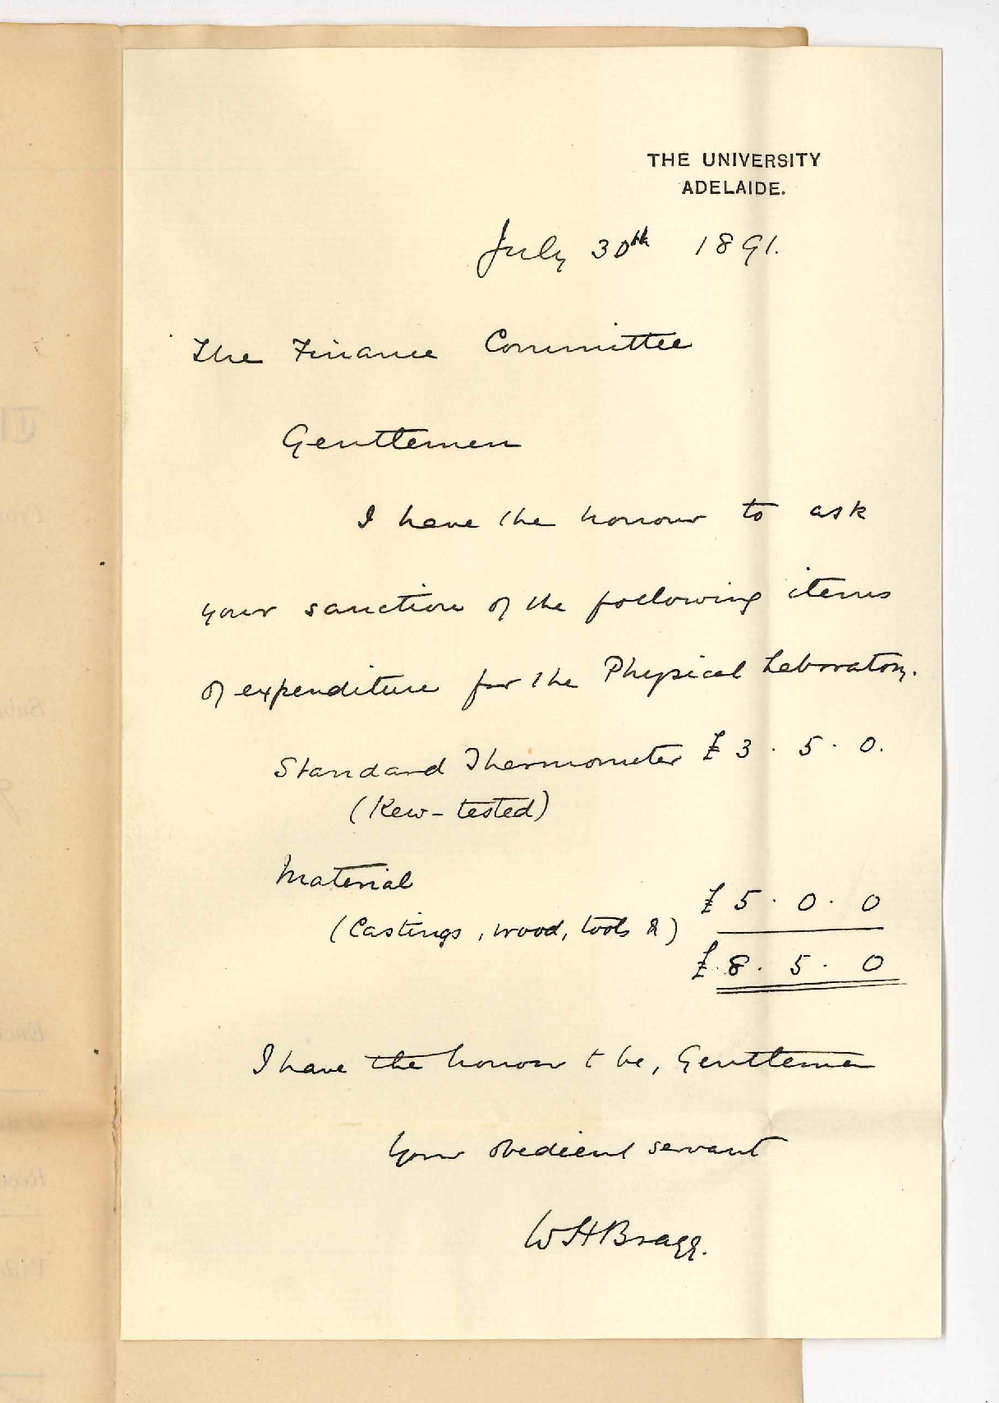 THE UNIVERSITY
ADELAIDE.
July 30th 1891.
The Finance Committee
Gentlemen
I have the honour to ask
your sanction of the following items
of expenditure for the Physical Laboratory.
Standard Thermometer £3 . 5 . 0.
(Kew-tested)
Material
£ 5 . 0 . 0
(Castings, wood, tools &)
£ 8 . 5 . 0
I have the honour to be, Gentlemen
Your obedient servant
W H Bragg.